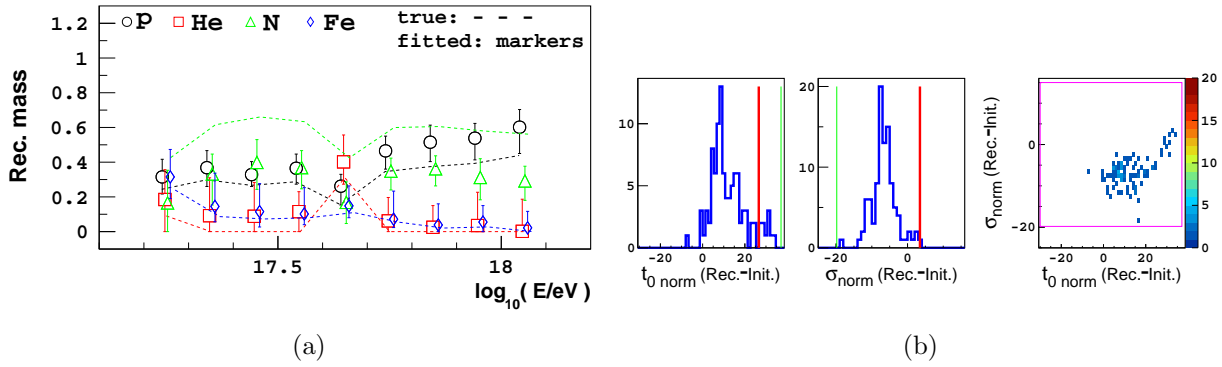 p He N Fe
true: - - -
fitted: markers
Rec. mass
1.2
1
0.8
0.6
0.4
0.2
0
17.5 18
log10( E/eV)
(a)
10
5
0
-20 0 20
t0 norm (Rec.-Init.)
20
15
10
5
0
-20 0
σnorm (Rec.-Init.)
σnorm (Rec.-Init.)
0
-20
-20 0 20
t0 norm (Rec.-Init.)
20
15
10
5
0
(b)